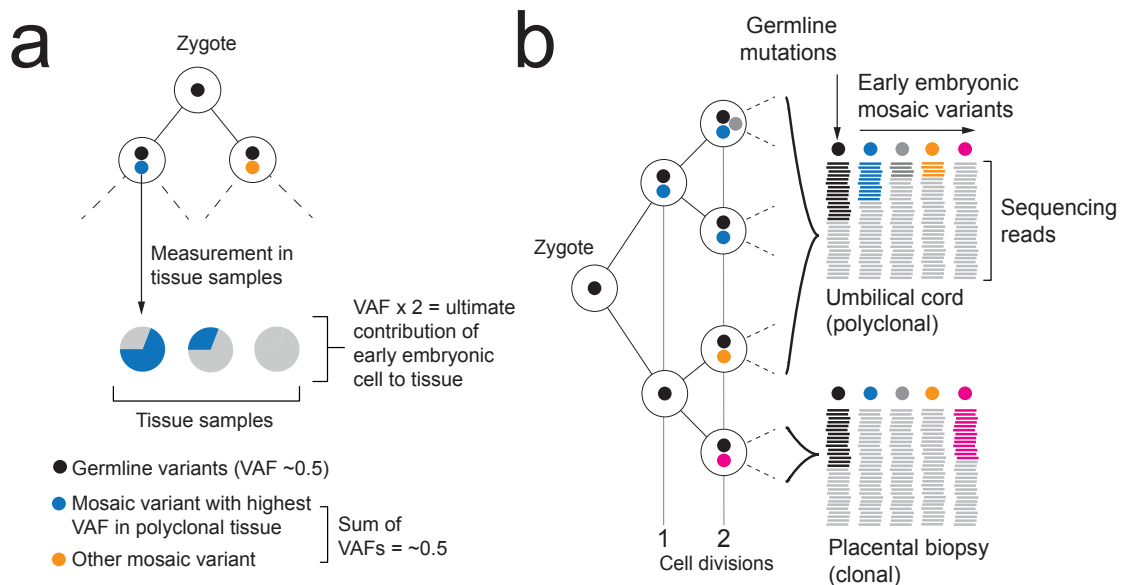 a
Zygote
Measurement in
tissue samples
VAF x 2 = ultimate
contribution of
early embryonic
cell to tissue
Tissue samples
Germline variants (VAF ~0.5)
Mosaic variant with highest
VAF in polyclonal tissue
Other mosaic variant
Sum of
VAFs = ~0.5
b
Germline
mutations
Early embryonic
mosaic variants
Zygote
Sequencing
reads
Umbilical cord
(polyclonal)
1 2
Cell divisions
Placental biopsy
(clonal)